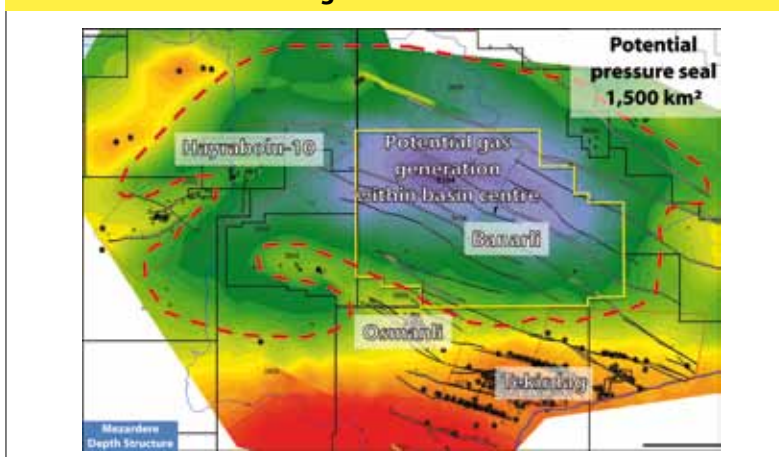 Potential
pressure seal
1,500 km²
Hayrabolu-10
Potential gas
generation
within basin centre
Banarli
Osmanli
Tekirdag
Mezardere
Depth Structure